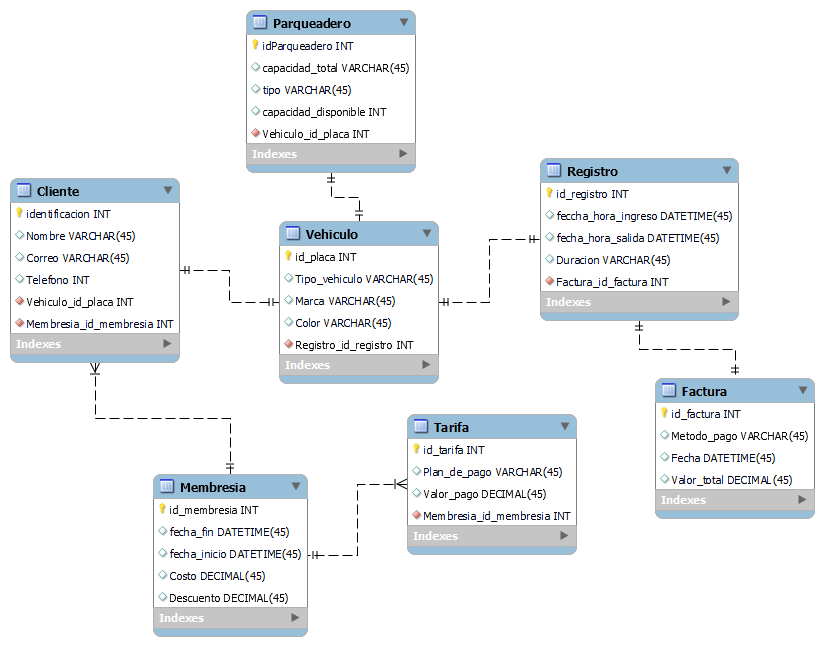 Parqueadero
idParqueadero INT
capacidad_total VARCHAR(45)
tipo VARCHAR(45)
capacidad_disponible INT
Vehiculo_id_placa INT
Indexes
Cliente
identificacion INT
Nombre VARCHAR(45)
Correo VARCHAR(45)
Telefono INT
Vehiculo_id_placa INT
Membresia_id_membresia INT
Indexes
Vehiculo
id_placa INT
Tipo_vehiculo VARCHAR(45)
Marca VARCHAR(45)
Color VARCHAR(45)
Registro_id_registro INT
Indexes
Registro
id_registro INT
feccha_hora_ingreso DATETIME(45)
fecha_hora_salida DATETIME(45)
Duracion VARCHAR(45)
Factura_id_factura INT
Indexes
Factura
id_factura INT
Metodo_pago VARCHAR(45)
Fecha DATETIME(45)
Valor_total DECIMAL(45)
Indexes
Tarifa
id_tarifa INT
Plan_de_pago VARCHAR(45)
Valor_pago DECIMAL(45)
Membresia_id_membresia INT
Indexes
Membresia
id_membresia INT
fecha_fin DATETIME(45)
fecha_inicio DATETIME(45)
Costo DECIMAL(45)
Descuento DECIMAL(45)
Indexes